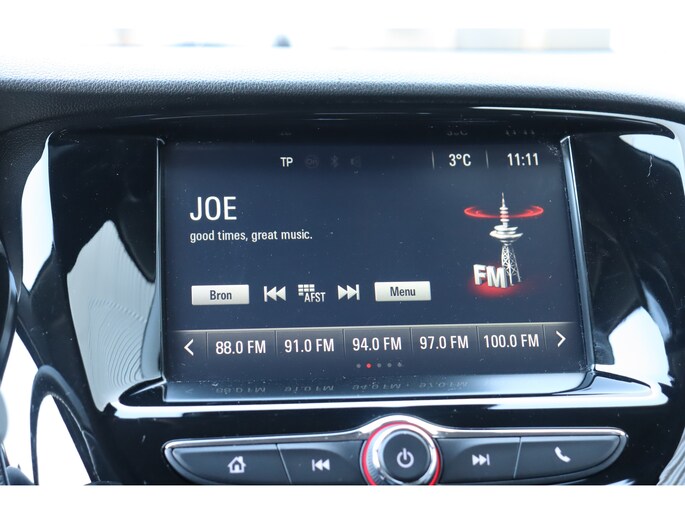 TP 3°C 11:11
JOE
good times, great music.
FM
Bron AFST Menu
88.0 FM 91.0 FM 94.0 FM 97.0 FM 100.0 FM